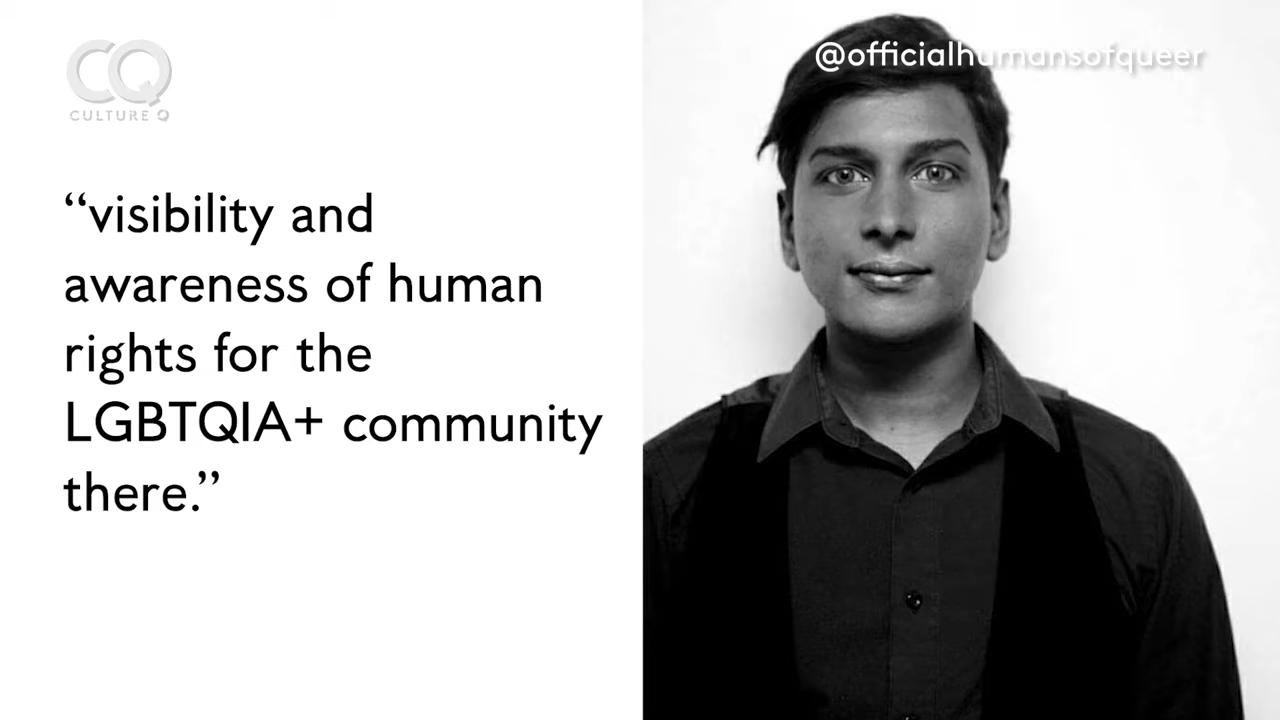 CQ
CULTURE Q
@officialhumansofqueer
“visibility and
awareness of human
rights for the
LGBTQIA+ community
there.”